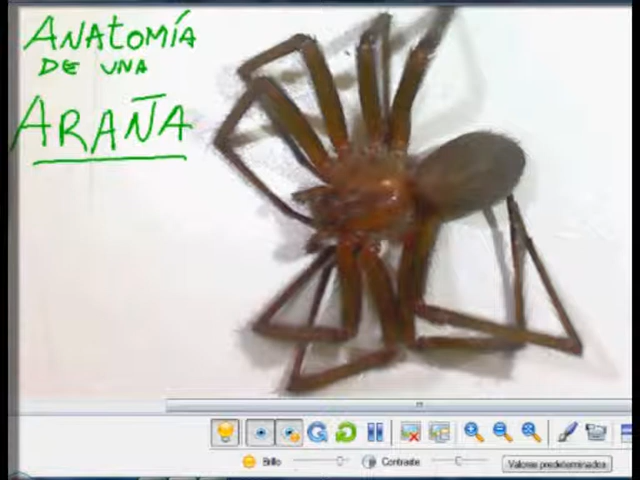 ANATOMÍA
DE UNA
ARAÑA
Brillo
Contraste
Valores predeterminados